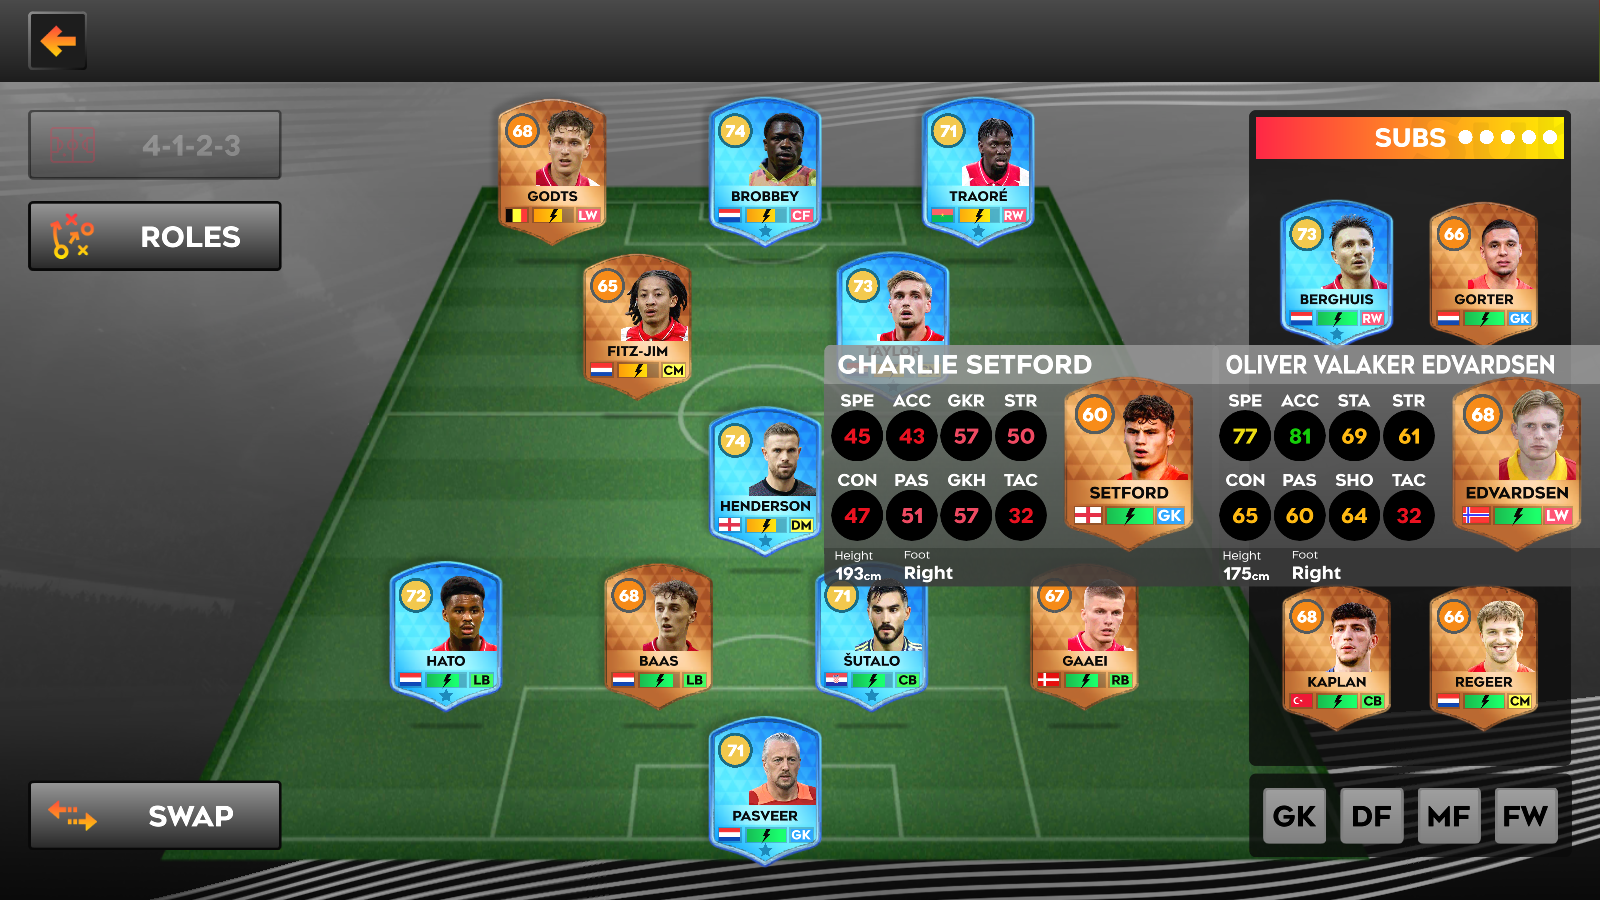 4-1-2-3
ROLES
SWAP
68
GODTS
LW
74
BROBBEY
CF
71
TRAORÉ
RW
65
FITZ-JIM
CM
73
TAYLOR
74
HENDERSON
DM
72
HATO
LB
68
BAAS
LB
71
ŠUTALO
CB
67
GAAEI
RB
71
PASVEER
GK
SUBS
73
BERGHUIS
RW
66
GORTER
GK
CHARLIE SETFORD
SPE ACC GKR STR
45 43 57 50
CON PAS GKH TAC
47 51 57 32
Height Foot
193cm Right
60
SETFORD
GK
OLIVER VALAKER EDVARDSEN
SPE ACC STA STR
77 81 69 61
CON PAS SHO TAC
65 60 64 32
Height Foot
175cm Right
68
EDVARDSEN
LW
68
KAPLAN
CB
66
REGEER
CM
GK DF MF FW